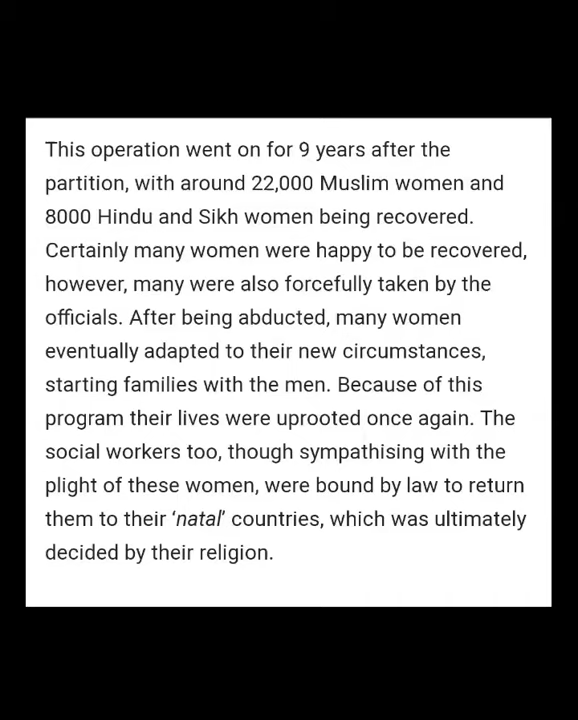 This operation went on for 9 years after the
partition, with around 22,000 Muslim women and
8000 Hindu and Sikh women being recovered.
Certainly many women were happy to be recovered,
however, many were also forcefully taken by the
officials. After being abducted, many women
eventually adapted to their new circumstances,
starting families with the men. Because of this
program their lives were uprooted once again. The
social workers too, though sympathising with the
plight of these women, were bound by law to return
them to their ‘natal’ countries, which was ultimately
decided by their religion.